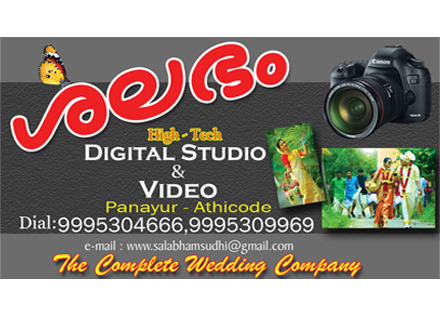 ശലഭം
High - Tech
DIGITAL STUDIO
&
VIDEO
Panayur - Athicode
Dial:9995304666,9995309969
e-mail : www.salabhamsudhi@gmail.com
The Complete Wedding Company
Canon